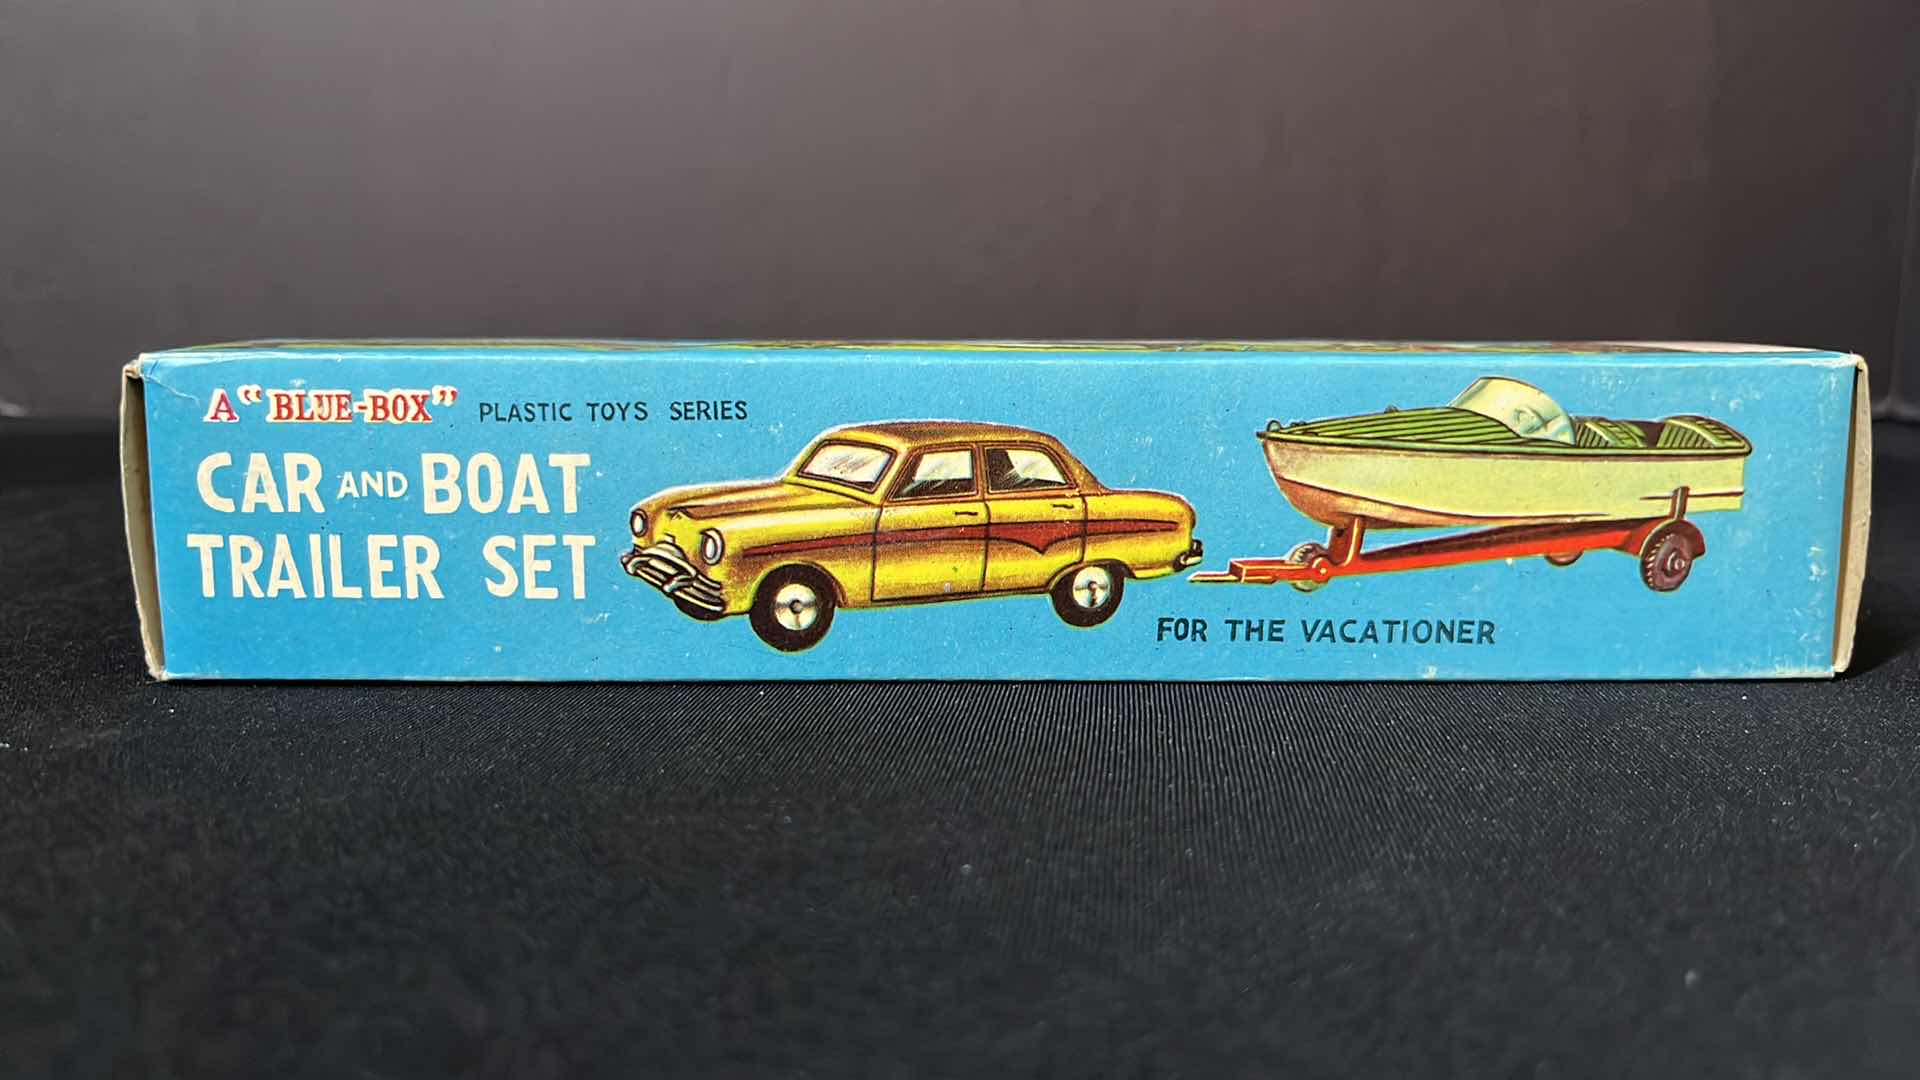 A "BLUE-BOX" PLASTIC TOYS SERIES
CAR AND BOAT
TRAILER SET
FOR THE VACATIONER